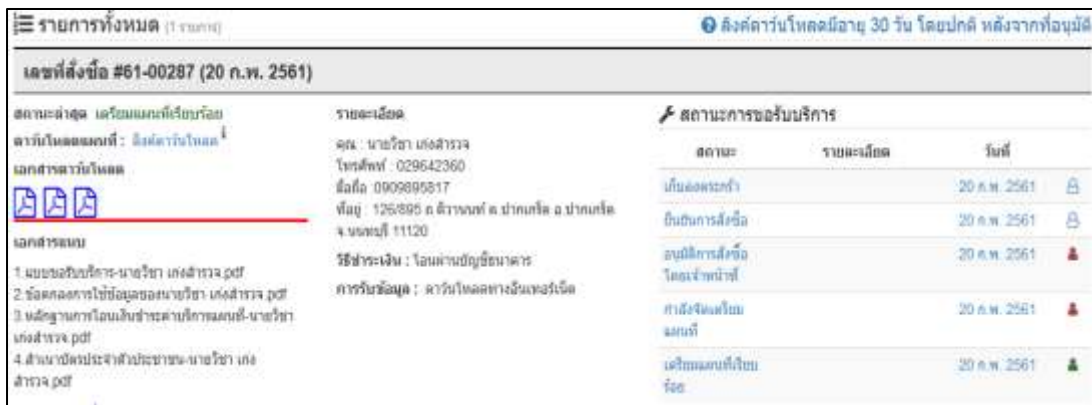 รายการทั้งหมด (1 รายการ)
ลิงค์ดาวน์โหลดมีอายุ 30 วัน โดยปกติ หลังจากที่อนุมัติ
เลขที่สั่งซื้อ #61-00287 (20 ก.พ. 2561)
สถานะล่าสุด เตรียมแผนที่เรียบร้อย
ดาวน์โหลดแผนที่ : ลิงค์ดาวน์โหลด
เอกสารดาวน์โหลด
เอกสารแนบ
1.แบบขอรับบริการ-นายวิชา เก่งสำรวจ.pdf
2.ข้อตกลงการใช้ข้อมูลของนายวิชา เก่งสำรวจ.pdf
3.หลักฐานการโอนเงินชำระค่าบริการแผนที่-นายวิชา
เก่งสำรวจ.pdf
4.สำเนาบัตรประจำตัวประชาชน-นายวิชา เก่ง
สำรวจ.pdf
รายละเอียด
คุณ : นายวิชา เก่งสำรวจ
โทรศัพท์ : 029642360
มือถือ 0909895817
ที่อยู่ : 126/895 ถ.ติวานนท์ ต.ปากเกร็ด อ.ปากเกร็ด
จ.นนทบุรี 11120
วิธีชำระเงิน : โอนผ่านบัญชีธนาคาร
การรับข้อมูล : ดาวน์โหลดทางอินเทอร์เน็ต
สถานะการขอรับบริการ
สถานะ รายละเอียด วันที่
เก็บลงตระกร้า 20 ก.พ. 2561
ยืนยันการสั่งซื้อ 20 ก.พ. 2561
อนุมัติการสั่งซื้อ 20 ก.พ. 2561
โดยเจ้าหน้าที่
กำลังจัดเตรียม 20 ก.พ. 2561
แผนที่
เตรียมแผนที่เรียบ 20 ก.พ. 2561
ร้อย